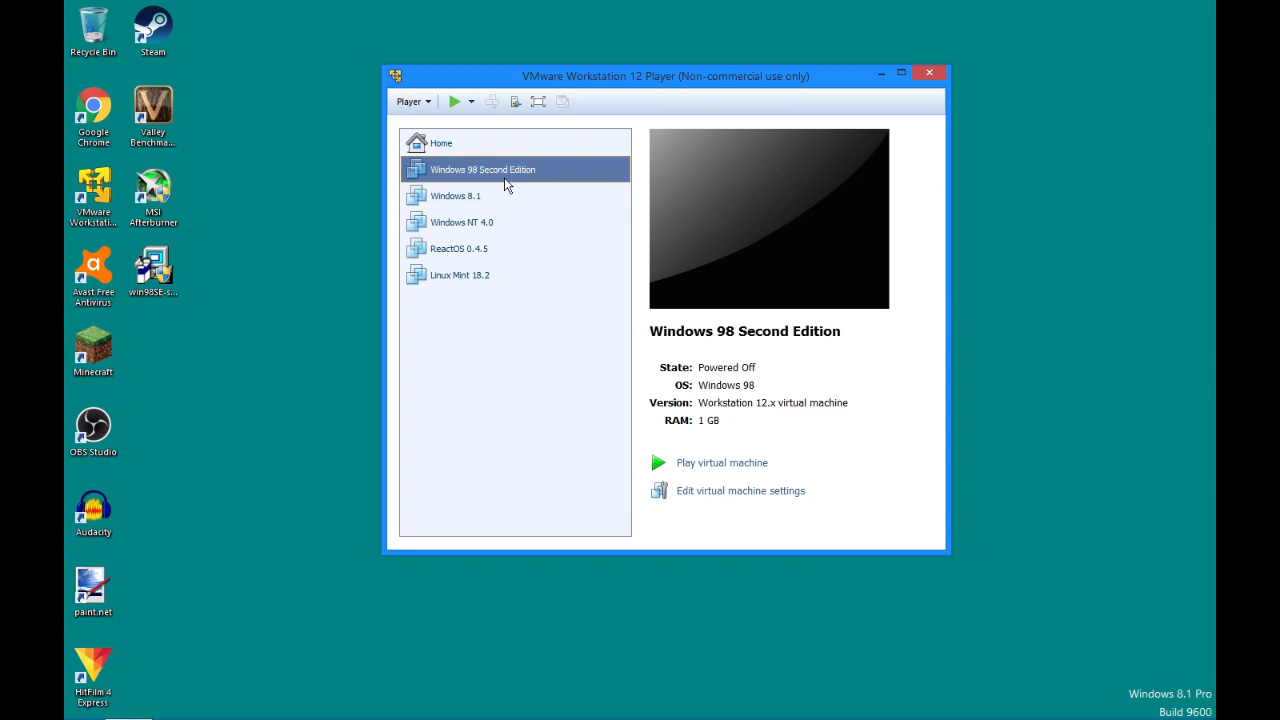 Recycle Bin
Steam
Google
Chrome
Valley
Benchma...
VMware
Workstati...
MSI
Afterburner
Avast Free
Antivirus
win98SE-s...
Minecraft
OBS Studio
Audacity
paint.net
HitFilm 4
Express
VMware Workstation 12 Player (Non-commercial use only)
Player
Home
Windows 98 Second Edition
Windows 8.1
Windows NT 4.0
ReactOS 0.4.5
Linux Mint 18.2
Windows 98 Second Edition
State: Powered Off
OS: Windows 98
Version: Workstation 12.x virtual machine
RAM: 1 GB
Play virtual machine
Edit virtual machine settings
Windows 8.1 Pro
Build 9600